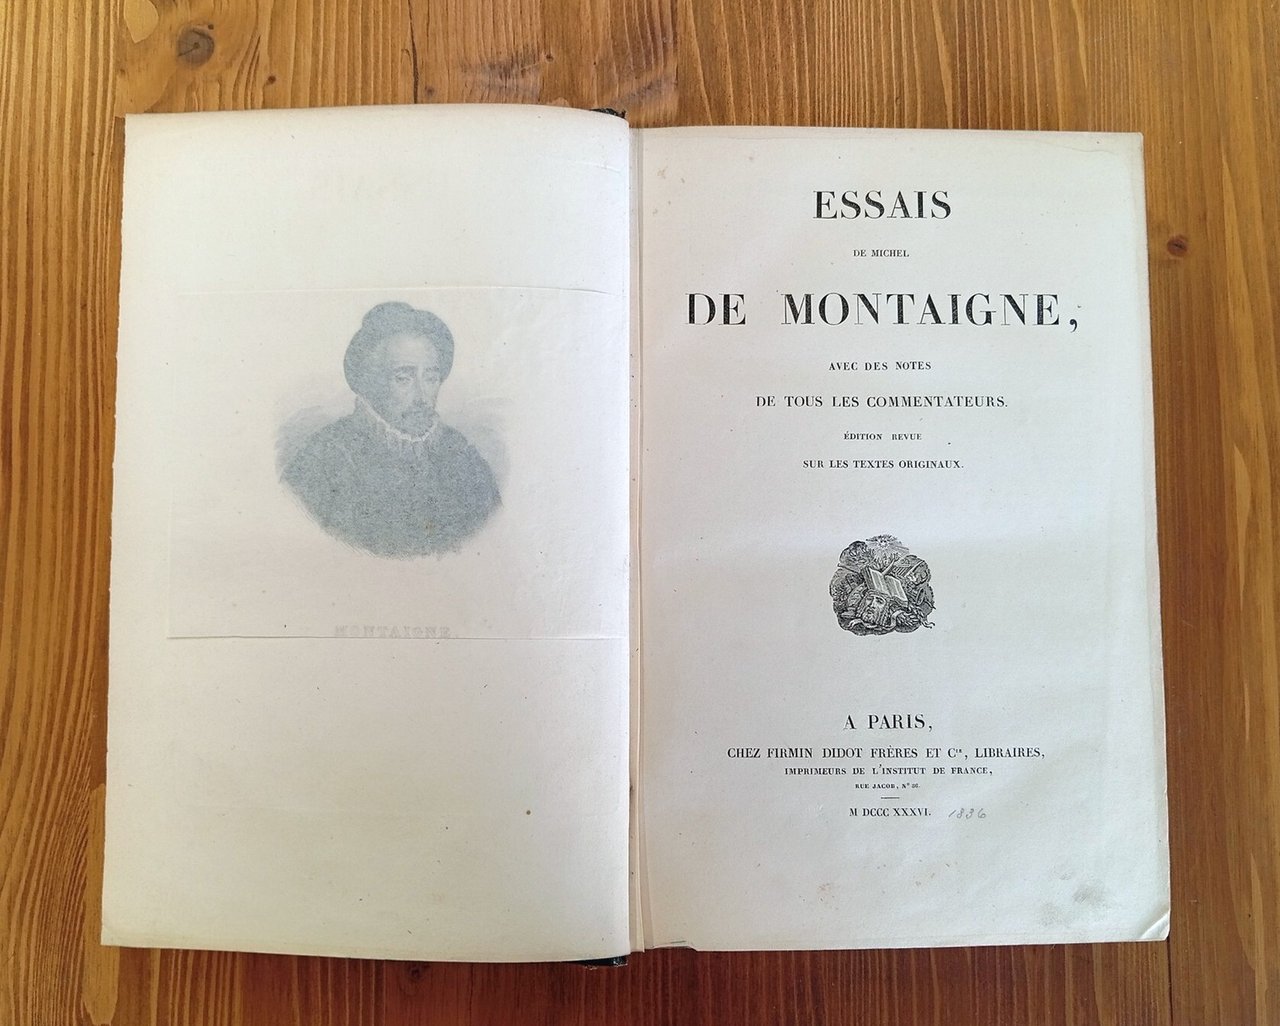 MONTAIGNE
ESSAIS
DE MICHEL
DE MONTAIGNE,
AVEC DES NOTES
DE TOUS LES COMMENTATEURS.
ÉDITION REVUE
SUR LES TEXTES ORIGINAUX.
A PARIS,
CHEZ FIRMIN DIDOT FRÈRES ET Cie, LIBRAIRES,
IMPRIMEURS DE L'INSTITUT DE FRANCE,
RUE JACOB, No
M DCCC XXXVI. 1836